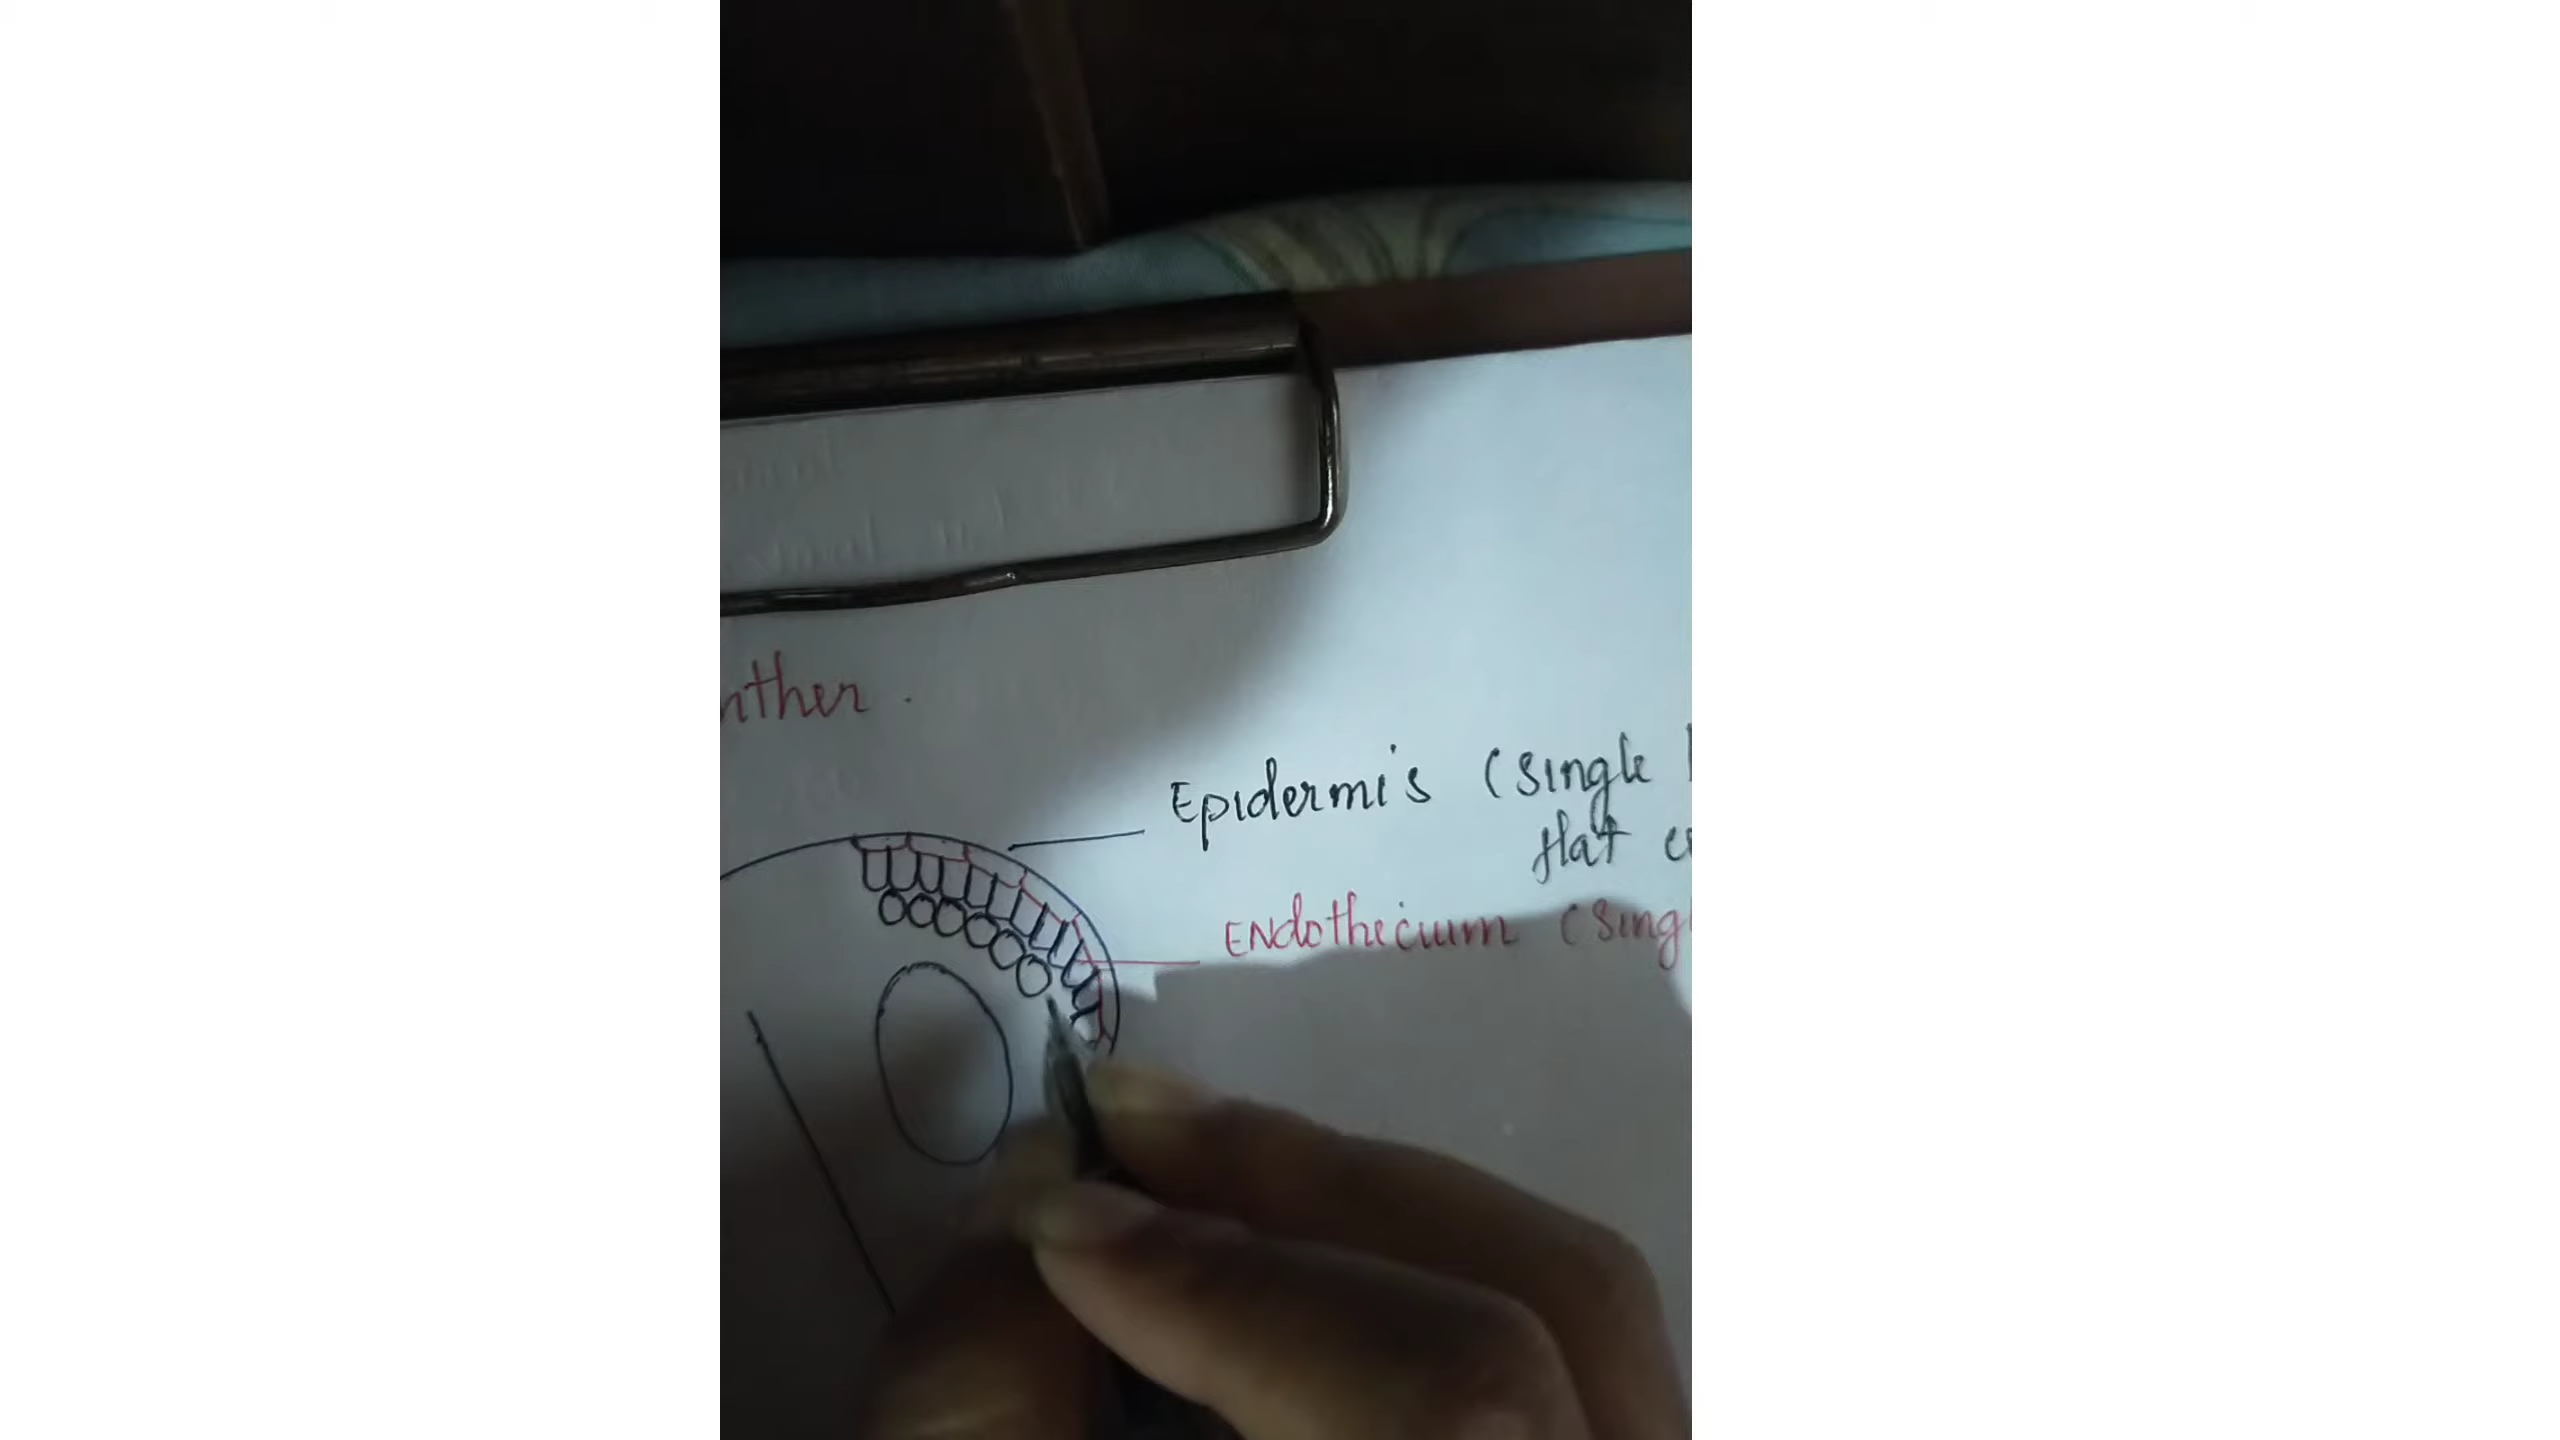 nther .
Epidermis (single
flat
ENdothecium (sing